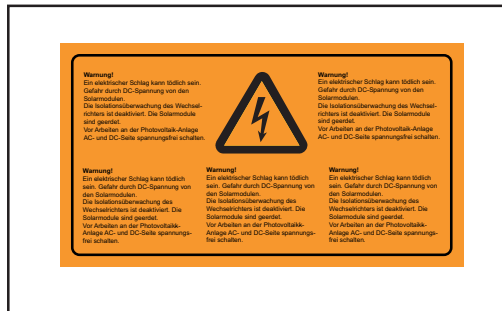 Warnung!
Ein elektrischer Schlag kann tödlich sein.
Gefahr durch DC-Spannung von den
Solarmodulen.
Die Isolationsüberwachung des Wechsel-
richters ist deaktiviert. Die Solarmodule
sind geerdet.
Vor Arbeiten an der Photovoltaik-Anlage
AC- und DC-Seite spannungsfrei schalten.
Warnung!
Ein elektrischer Schlag kann tödlich sein.
Gefahr durch DC-Spannung von den
Solarmodulen.
Die Isolationsüberwachung des Wechsel-
richters ist deaktiviert. Die Solarmodule
sind geerdet.
Vor Arbeiten an der Photovoltaik-Anlage
AC- und DC-Seite spannungsfrei schalten.
Warnung!
Ein elektrischer Schlag kann tödlich
sein. Gefahr durch DC-Spannung von
den Solarmodulen.
Die Isolationsüberwachung des
Wechselrichters ist deaktiviert. Die
Solarmodule sind geerdet.
Vor Arbeiten an der Photovoltaikk-
Anlage AC- und DC-Seite spannungs-
frei schalten.
Warnung!
Ein elektrischer Schlag kann tödlich
sein. Gefahr durch DC-Spannung von
den Solarmodulen.
Die Isolationsüberwachung des
Wechselrichters ist deaktiviert. Die
Solarmodule sind geerdet.
Vor Arbeiten an der Photovoltaikk-
Anlage AC- und DC-Seite spannungs-
frei schalten.
Warnung!
Ein elektrischer Schlag kann tödlich
sein. Gefahr durch DC-Spannung von
den Solarmodulen.
Die Isolationsüberwachung des
Wechselrichters ist deaktiviert. Die
Solarmodule sind geerdet.
Vor Arbeiten an der Photovoltaikk-
Anlage AC- und DC-Seite spannungs-
frei schalten.